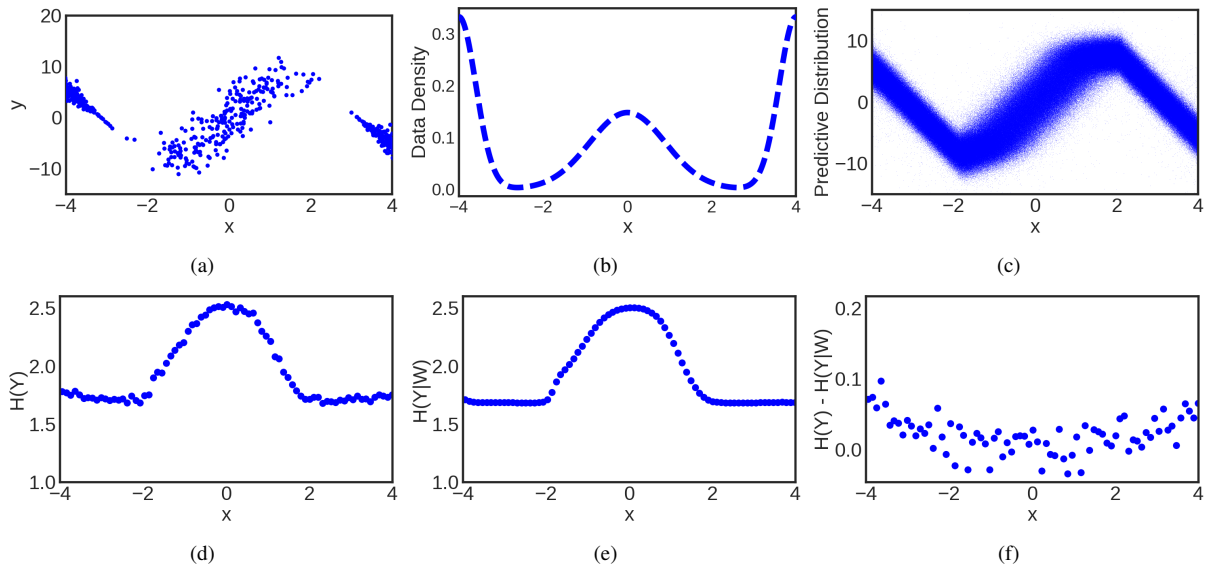 20
10
0
−10
y
−4 −2 0 2 4
x
(a)
0.3
0.2
0.1
0.0
Data Density
−4 −2 0 2 4
x
(b)
10
0
−10
Predictive Distribution
−4 −2 0 2 4
x
(c)
2.5
2.0
1.5
1.0
H(Y)
−4 −2 0 2 4
x
(d)
2.5
2.0
1.5
1.0
H(Y|W)
−4 −2 0 2 4
x
(e)
0.2
0.1
0.0
H(Y) - H(Y|W)
−4 −2 0 2 4
x
(f)